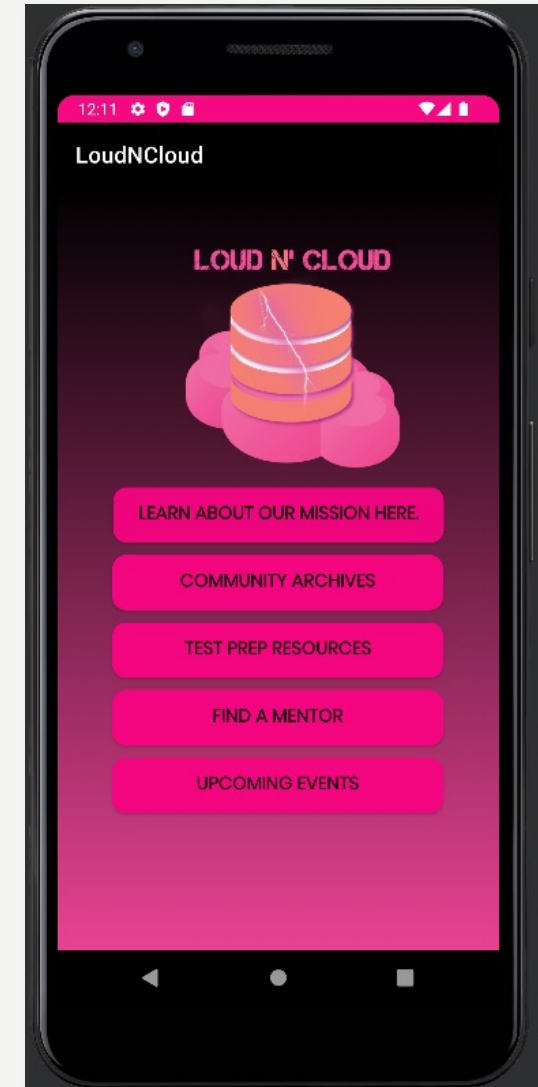 12:11
LoudNCloud
LOUD N' CLOUD
LEARN ABOUT OUR MISSION HERE.
COMMUNITY ARCHIVES
TEST PREP RESOURCES
FIND A MENTOR
UPCOMING EVENTS